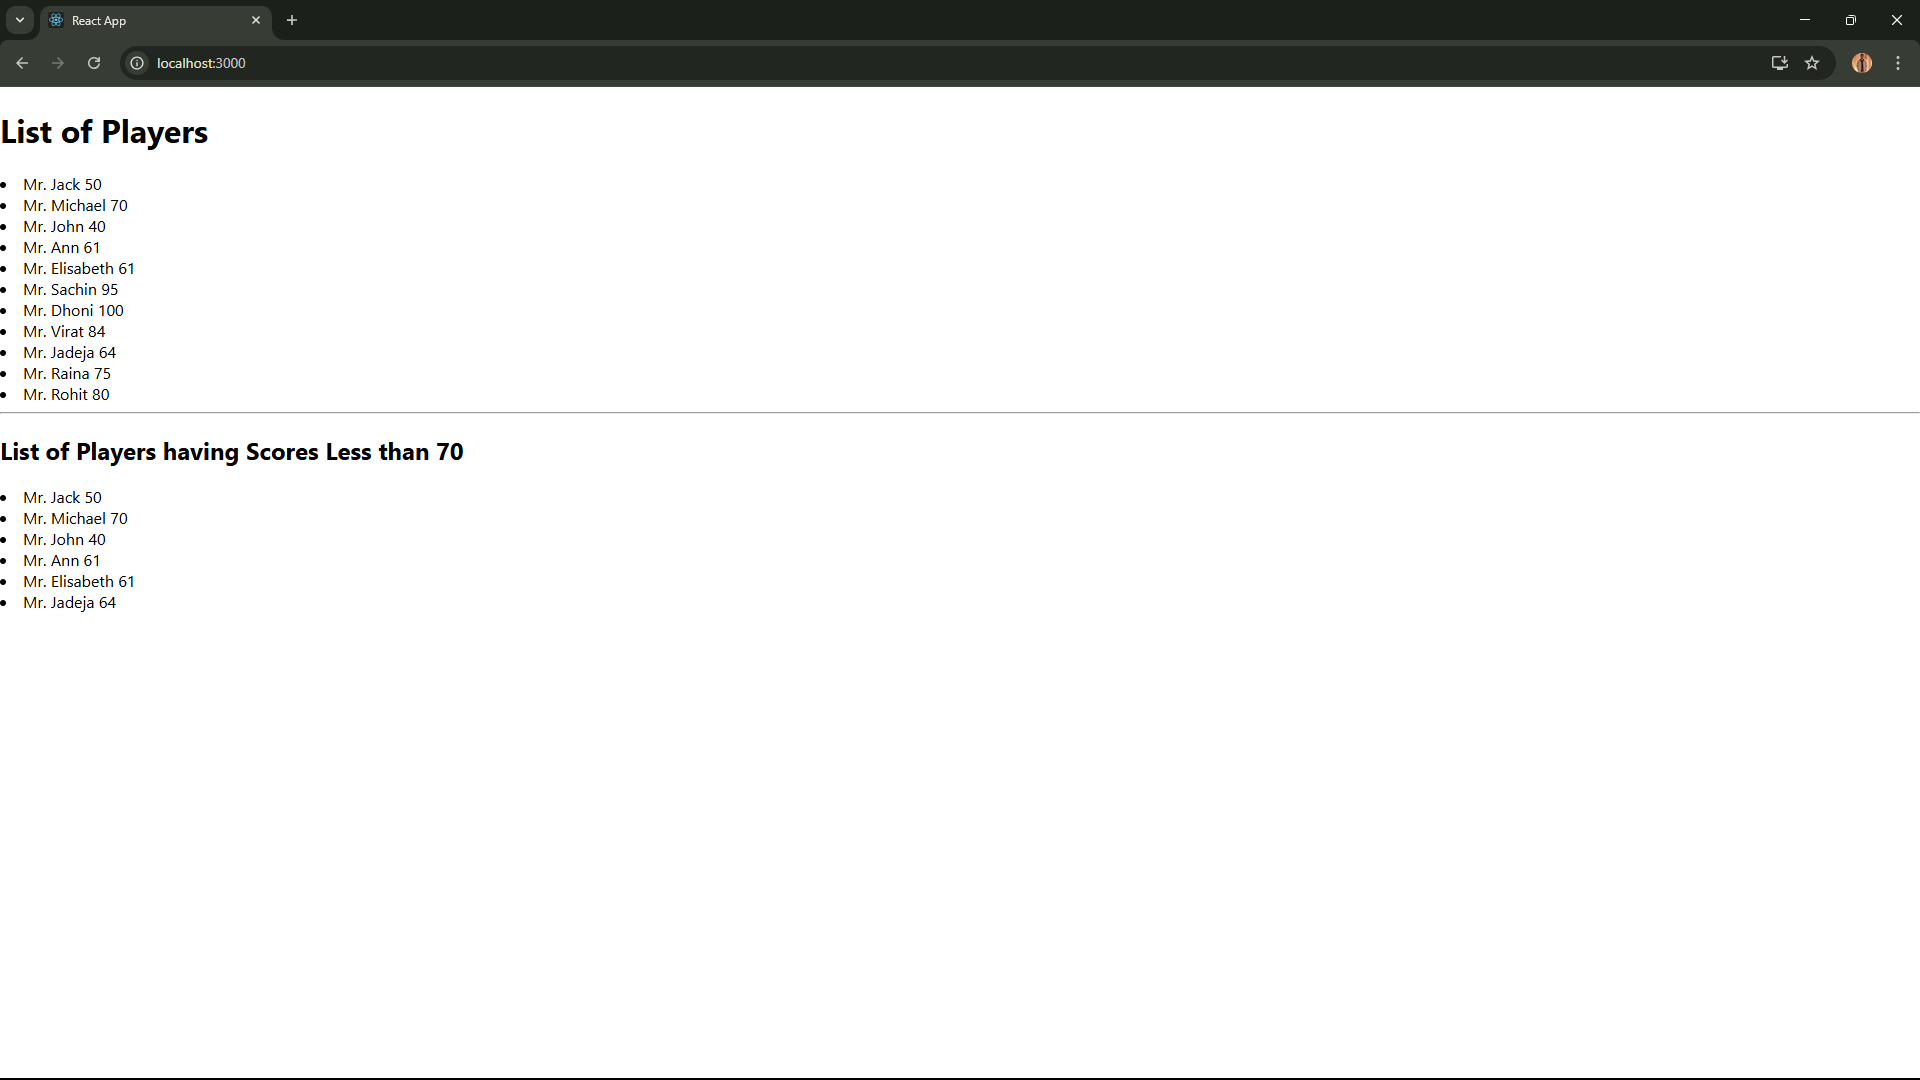 React App
localhost:3000
List of Players
Mr. Jack 50
Mr. Michael 70
Mr. John 40
Mr. Ann 61
Mr. Elisabeth 61
Mr. Sachin 95
Mr. Dhoni 100
Mr. Virat 84
Mr. Jadeja 64
Mr. Raina 75
Mr. Rohit 80
List of Players having Scores Less than 70
Mr. Jack 50
Mr. Michael 70
Mr. John 40
Mr. Ann 61
Mr. Elisabeth 61
Mr. Jadeja 64